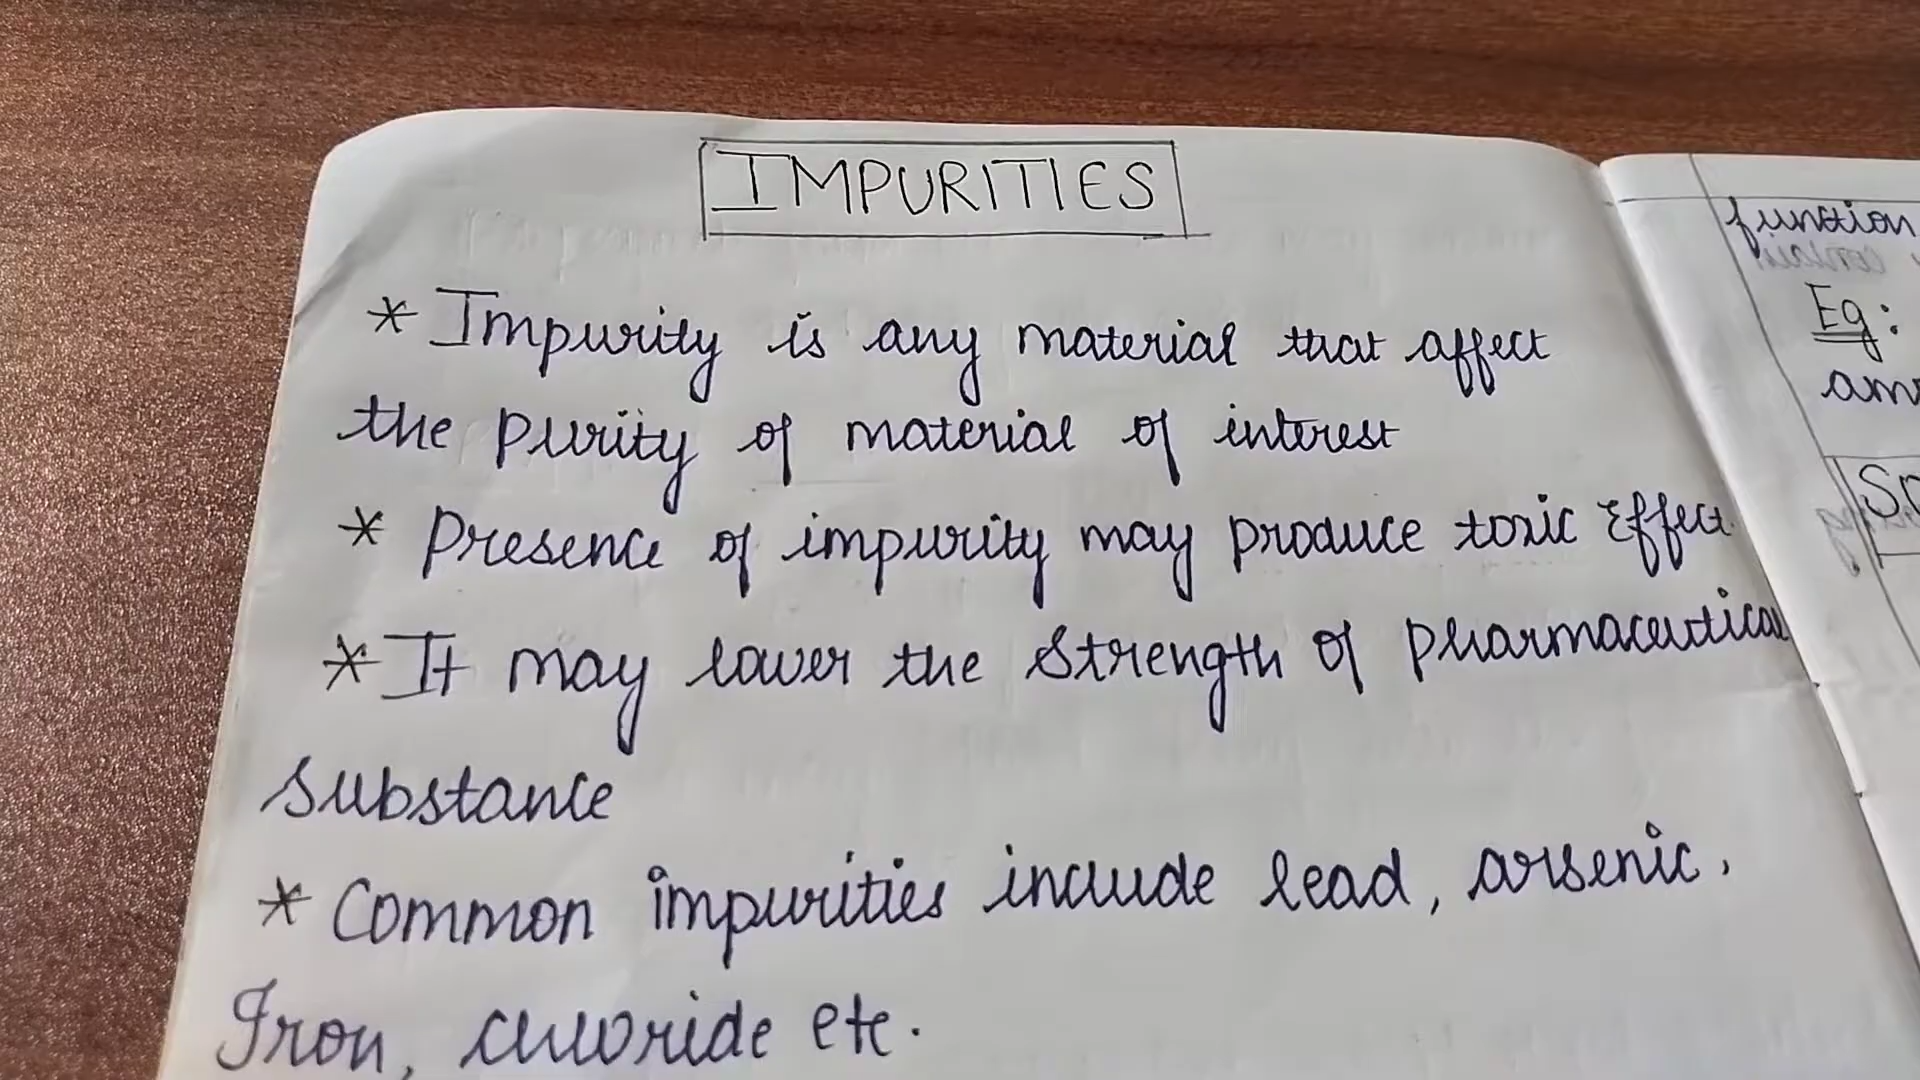 IMPURITIES
* Impurity is any material that affect
the purity of material of interest
* Presence of impurity may produce toxic Effect
* It may lower the strength of pharmaceutical
substance
* Common impurities include lead, arsenic,
Iron, chloride etc.
function
contain
Eg: